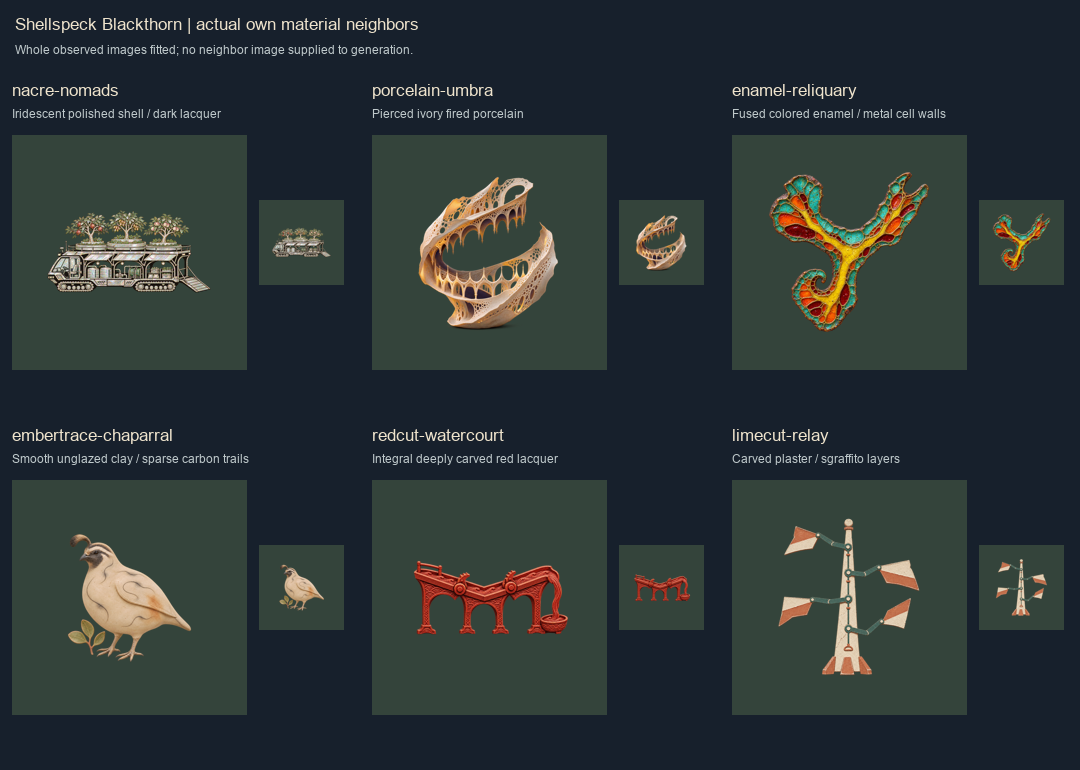 Shellspeck Blackthorn | actual own material neighbors
Whole observed images fitted; no neighbor image supplied to generation.
nacre-nomads
Iridescent polished shell / dark lacquer
porcelain-umbra
Pierced ivory fired porcelain
enamel-reliquary
Fused colored enamel / metal cell walls
embertrace-chaparral
Smooth unglazed clay / sparse carbon trails
redcut-watercourt
Integral deeply carved red lacquer
limecut-relay
Carved plaster / sgraffito layers